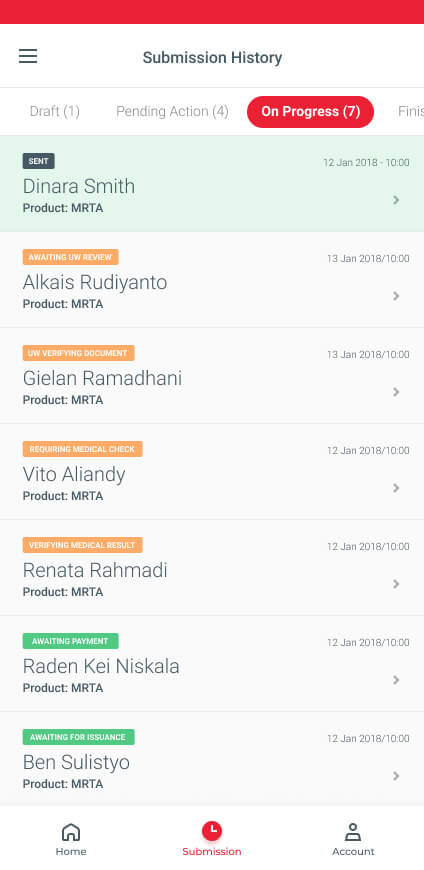 Submission History
Draft (1) Pending Action (4) On Progress (7) Finis
SENT
12 Jan 2018 - 10:00
Dinara Smith
Product: MRTA
AWAITING UW REVIEW
13 Jan 2018/10:00
Alkais Rudiyanto
Product: MRTA
UW VERIFYING DOCUMENT
13 Jan 2018/10:00
Gielan Ramadhani
Product: MRTA
REQUIRING MEDICAL CHECK
12 Jan 2018/10:00
Vito Aliandy
Product: MRTA
VERIFYING MEDICAL RESULT
12 Jan 2018/10:00
Renata Rahmadi
Product: MRTA
AWAITING PAYMENT
12 Jan 2018/10:00
Raden Kei Niskala
Product: MRTA
AWAITING FOR ISSUANCE
12 Jan 2018/10:00
Ben Sulistyo
Product: MRTA
Home Submission Account